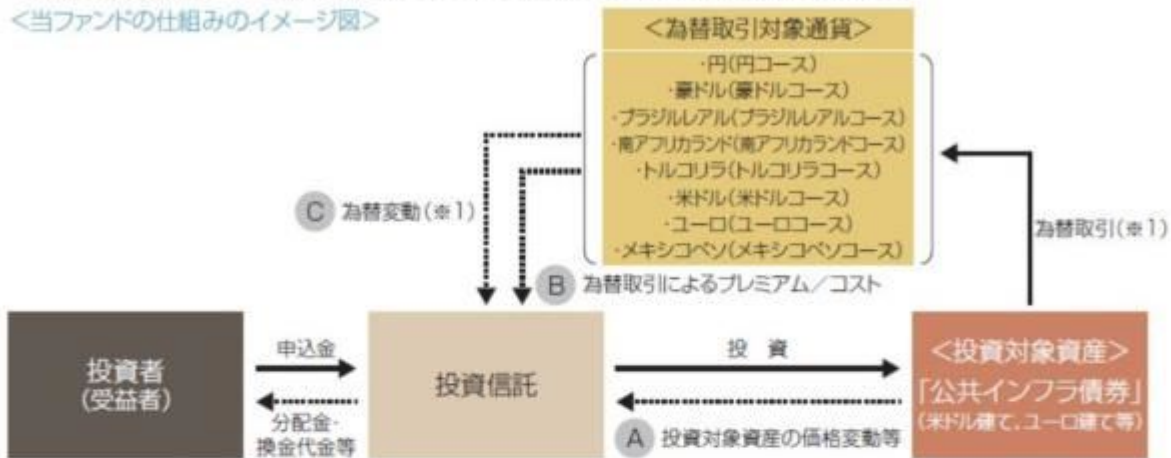 <当ファンドの仕組みのイメージ図>
<為替取引対象通貨>
・円(円コース)
・豪ドル(豪ドルコース)
・ブラジルレアル(ブラジルレアルコース)
・南アフリカランド(南アフリカランドコース)
・トルコリラ(トルコリラコース)
・米ドル(米ドルコース)
・ユーロ(ユーロコース)
・メキシコペソ(メキシコペソコース)
C 為替変動(※1)
為替取引(※1)
B 為替取引によるプレミアム/コスト
投資者
(受益者)
申込金
分配金・
換金代金等
投資信託
投 資
A 投資対象資産の価格変動等
<投資対象資産>
「公共インフラ債券」
(米ドル建て、ユーロ建て等)